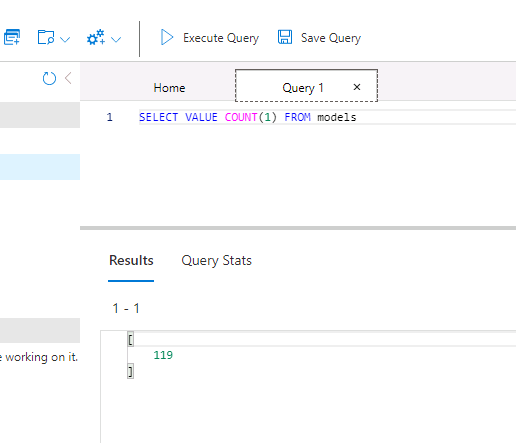 Execute Query Save Query
Home Query 1 ×
1 SELECT VALUE COUNT(1) FROM models
Results Query Stats
1 - 1
[
119
]
working on it.